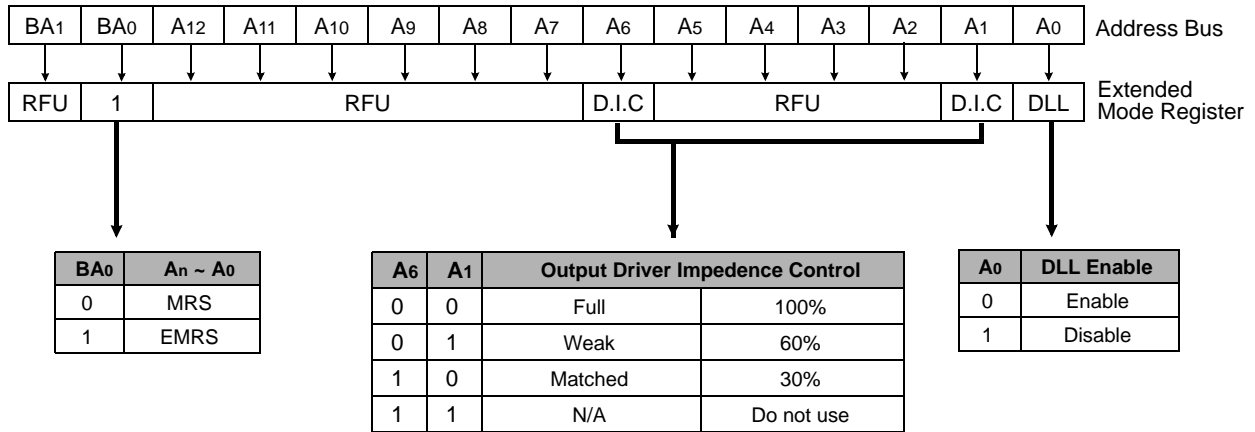 BA1 BA0 A12 A11 A10 A9 A8 A7 A6 A5 A4 A3 A2 A1 A0 Address Bus
RFU 1 RFU D.I.C RFU D.I.C DLL Extended
Mode Register
BA0 An ~ A0
0 MRS
1 EMRS
A6 A1 Output Driver Impedence Control
0 0 Full 100%
0 1 Weak 60%
1 0 Matched 30%
1 1 N/A Do not use
A0 DLL Enable
0 Enable
1 Disable